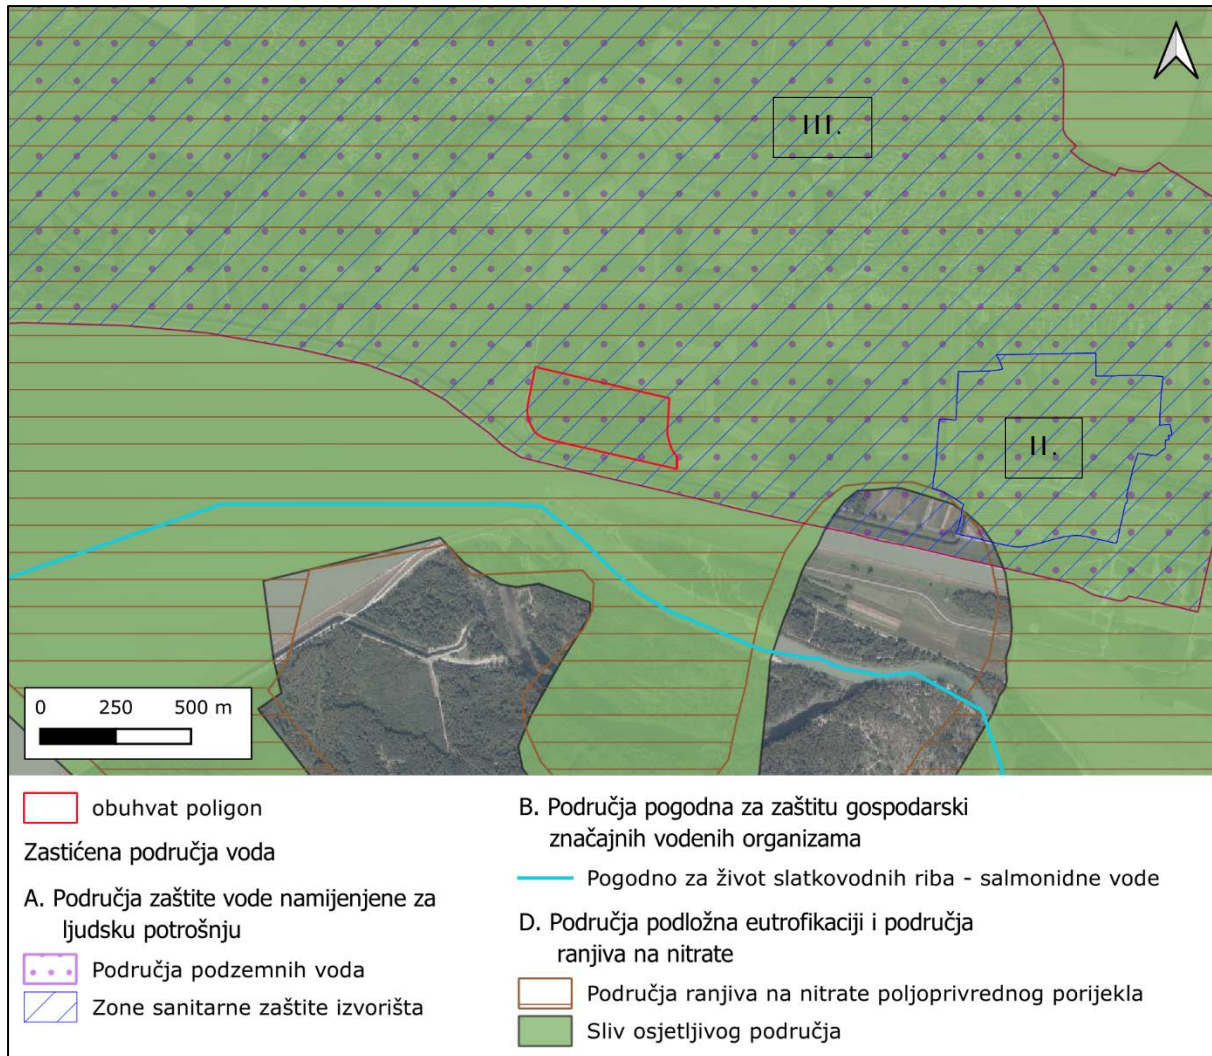 III.
II.
0 250 500 m
obuhvat poligon
Zastićena područja voda
A. Područja zaštite vode namijenjene za
ljudsku potrošnju
Područja podzemnih voda
Zone sanitarne zaštite izvorišta
B. Područja pogodna za zaštitu gospodarski
značajnih vodenih organizama
Pogodno za život slatkovodnih riba - salmonidne vode
D. Područja podložna eutrofikaciji i područja
ranjiva na nitrate
Područja ranjiva na nitrate poljoprivrednog porijekla
Sliv osjetljivog područja